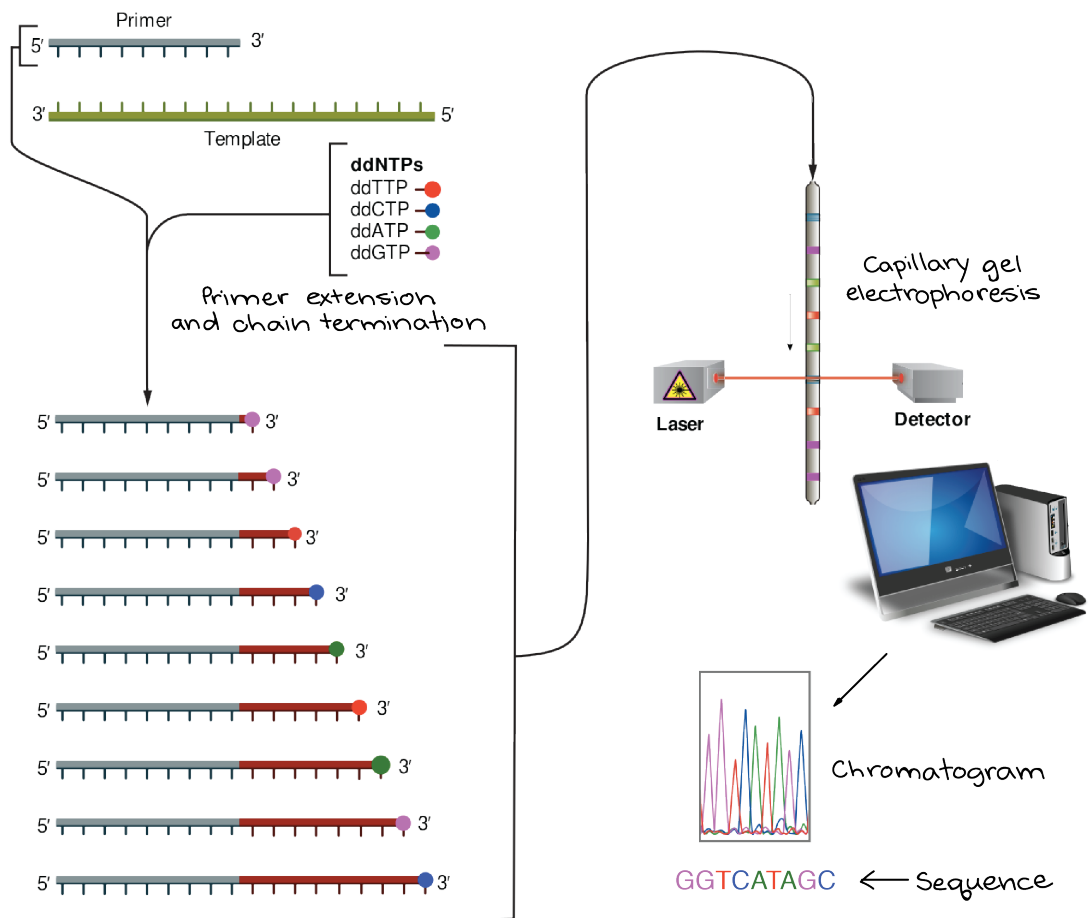 Primer
5′ 3′
3′ 5′
Template
ddNTPs
ddTTP
ddCTP
ddATP
ddGTP
Primer extension
and chain termination
5′ 3′
5′ 3′
5′ 3′
5′ 3′
5′ 3′
5′ 3′
5′ 3′
5′ 3′
5′ 3′
Capillary gel
electrophoresis
Laser
Detector
Chromatogram
GGTCATAGC
Sequence